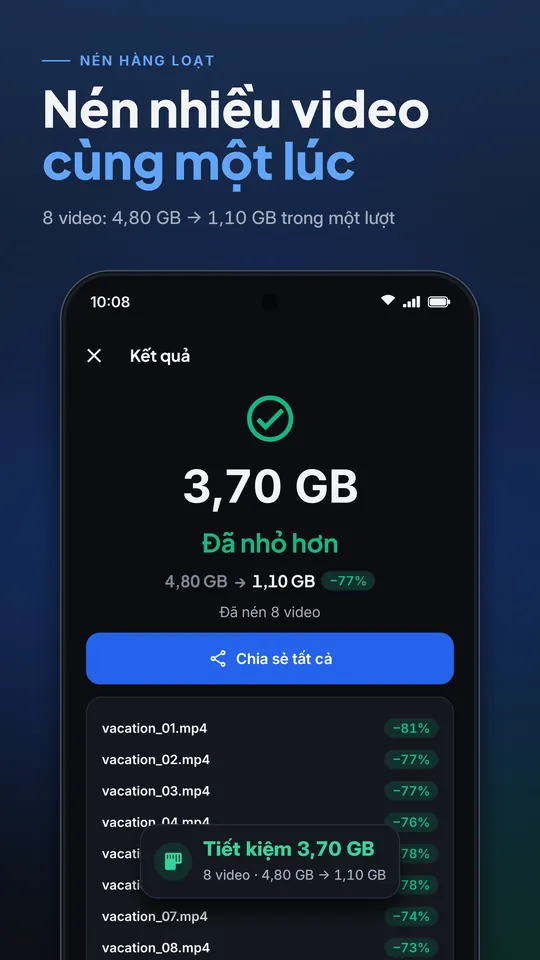 NÉN HÀNG LOẠT
Nén nhiều video
cùng một lúc
8 video: 4,80 GB → 1,10 GB trong một lượt
10:08
Kết quả
3,70 GB
Đã nhỏ hơn
4,80 GB → 1,10 GB −77%
Đã nén 8 video
Chia sẻ tất cả
vacation_01.mp4 −81%
vacation_02.mp4 −77%
vacation_03.mp4 −77%
vacation_04.mp4 −76%
Tiết kiệm 3,70 GB
8 video · 4,80 GB → 1,10 GB
vacati 78%
vacati 78%
vacation_07.mp4 −74%
vacation_08.mp4 −73%